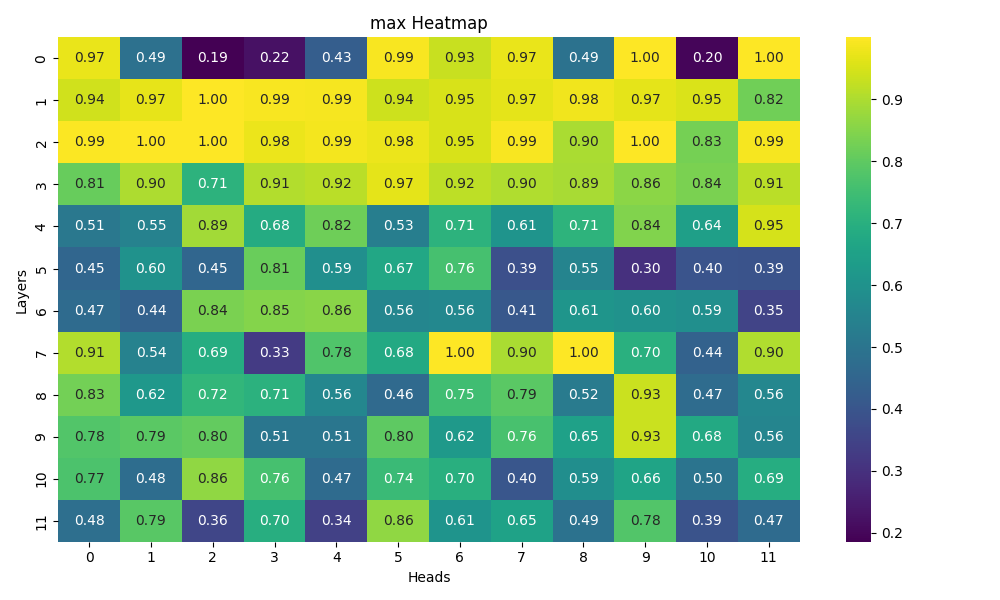 max Heatmap
0 0.97 0.49 0.19 0.22 0.43 0.99 0.93 0.97 0.49 1.00 0.20 1.00
1 0.94 0.97 1.00 0.99 0.99 0.94 0.95 0.97 0.98 0.97 0.95 0.82
2 0.99 1.00 1.00 0.98 0.99 0.98 0.95 0.99 0.90 1.00 0.83 0.99
3 0.81 0.90 0.71 0.91 0.92 0.97 0.92 0.90 0.89 0.86 0.84 0.91
4 0.51 0.55 0.89 0.68 0.82 0.53 0.71 0.61 0.71 0.84 0.64 0.95
5 0.45 0.60 0.45 0.81 0.59 0.67 0.76 0.39 0.55 0.30 0.40 0.39
6 0.47 0.44 0.84 0.85 0.86 0.56 0.56 0.41 0.61 0.60 0.59 0.35
7 0.91 0.54 0.69 0.33 0.78 0.68 1.00 0.90 1.00 0.70 0.44 0.90
8 0.83 0.62 0.72 0.71 0.56 0.46 0.75 0.79 0.52 0.93 0.47 0.56
9 0.78 0.79 0.80 0.51 0.51 0.80 0.62 0.76 0.65 0.93 0.68 0.56
10 0.77 0.48 0.86 0.76 0.47 0.74 0.70 0.40 0.59 0.66 0.50 0.69
11 0.48 0.79 0.36 0.70 0.34 0.86 0.61 0.65 0.49 0.78 0.39 0.47
0 1 2 3 4 5 6 7 8 9 10 11
Heads
Layers
0.9
0.8
0.7
0.6
0.5
0.4
0.3
0.2